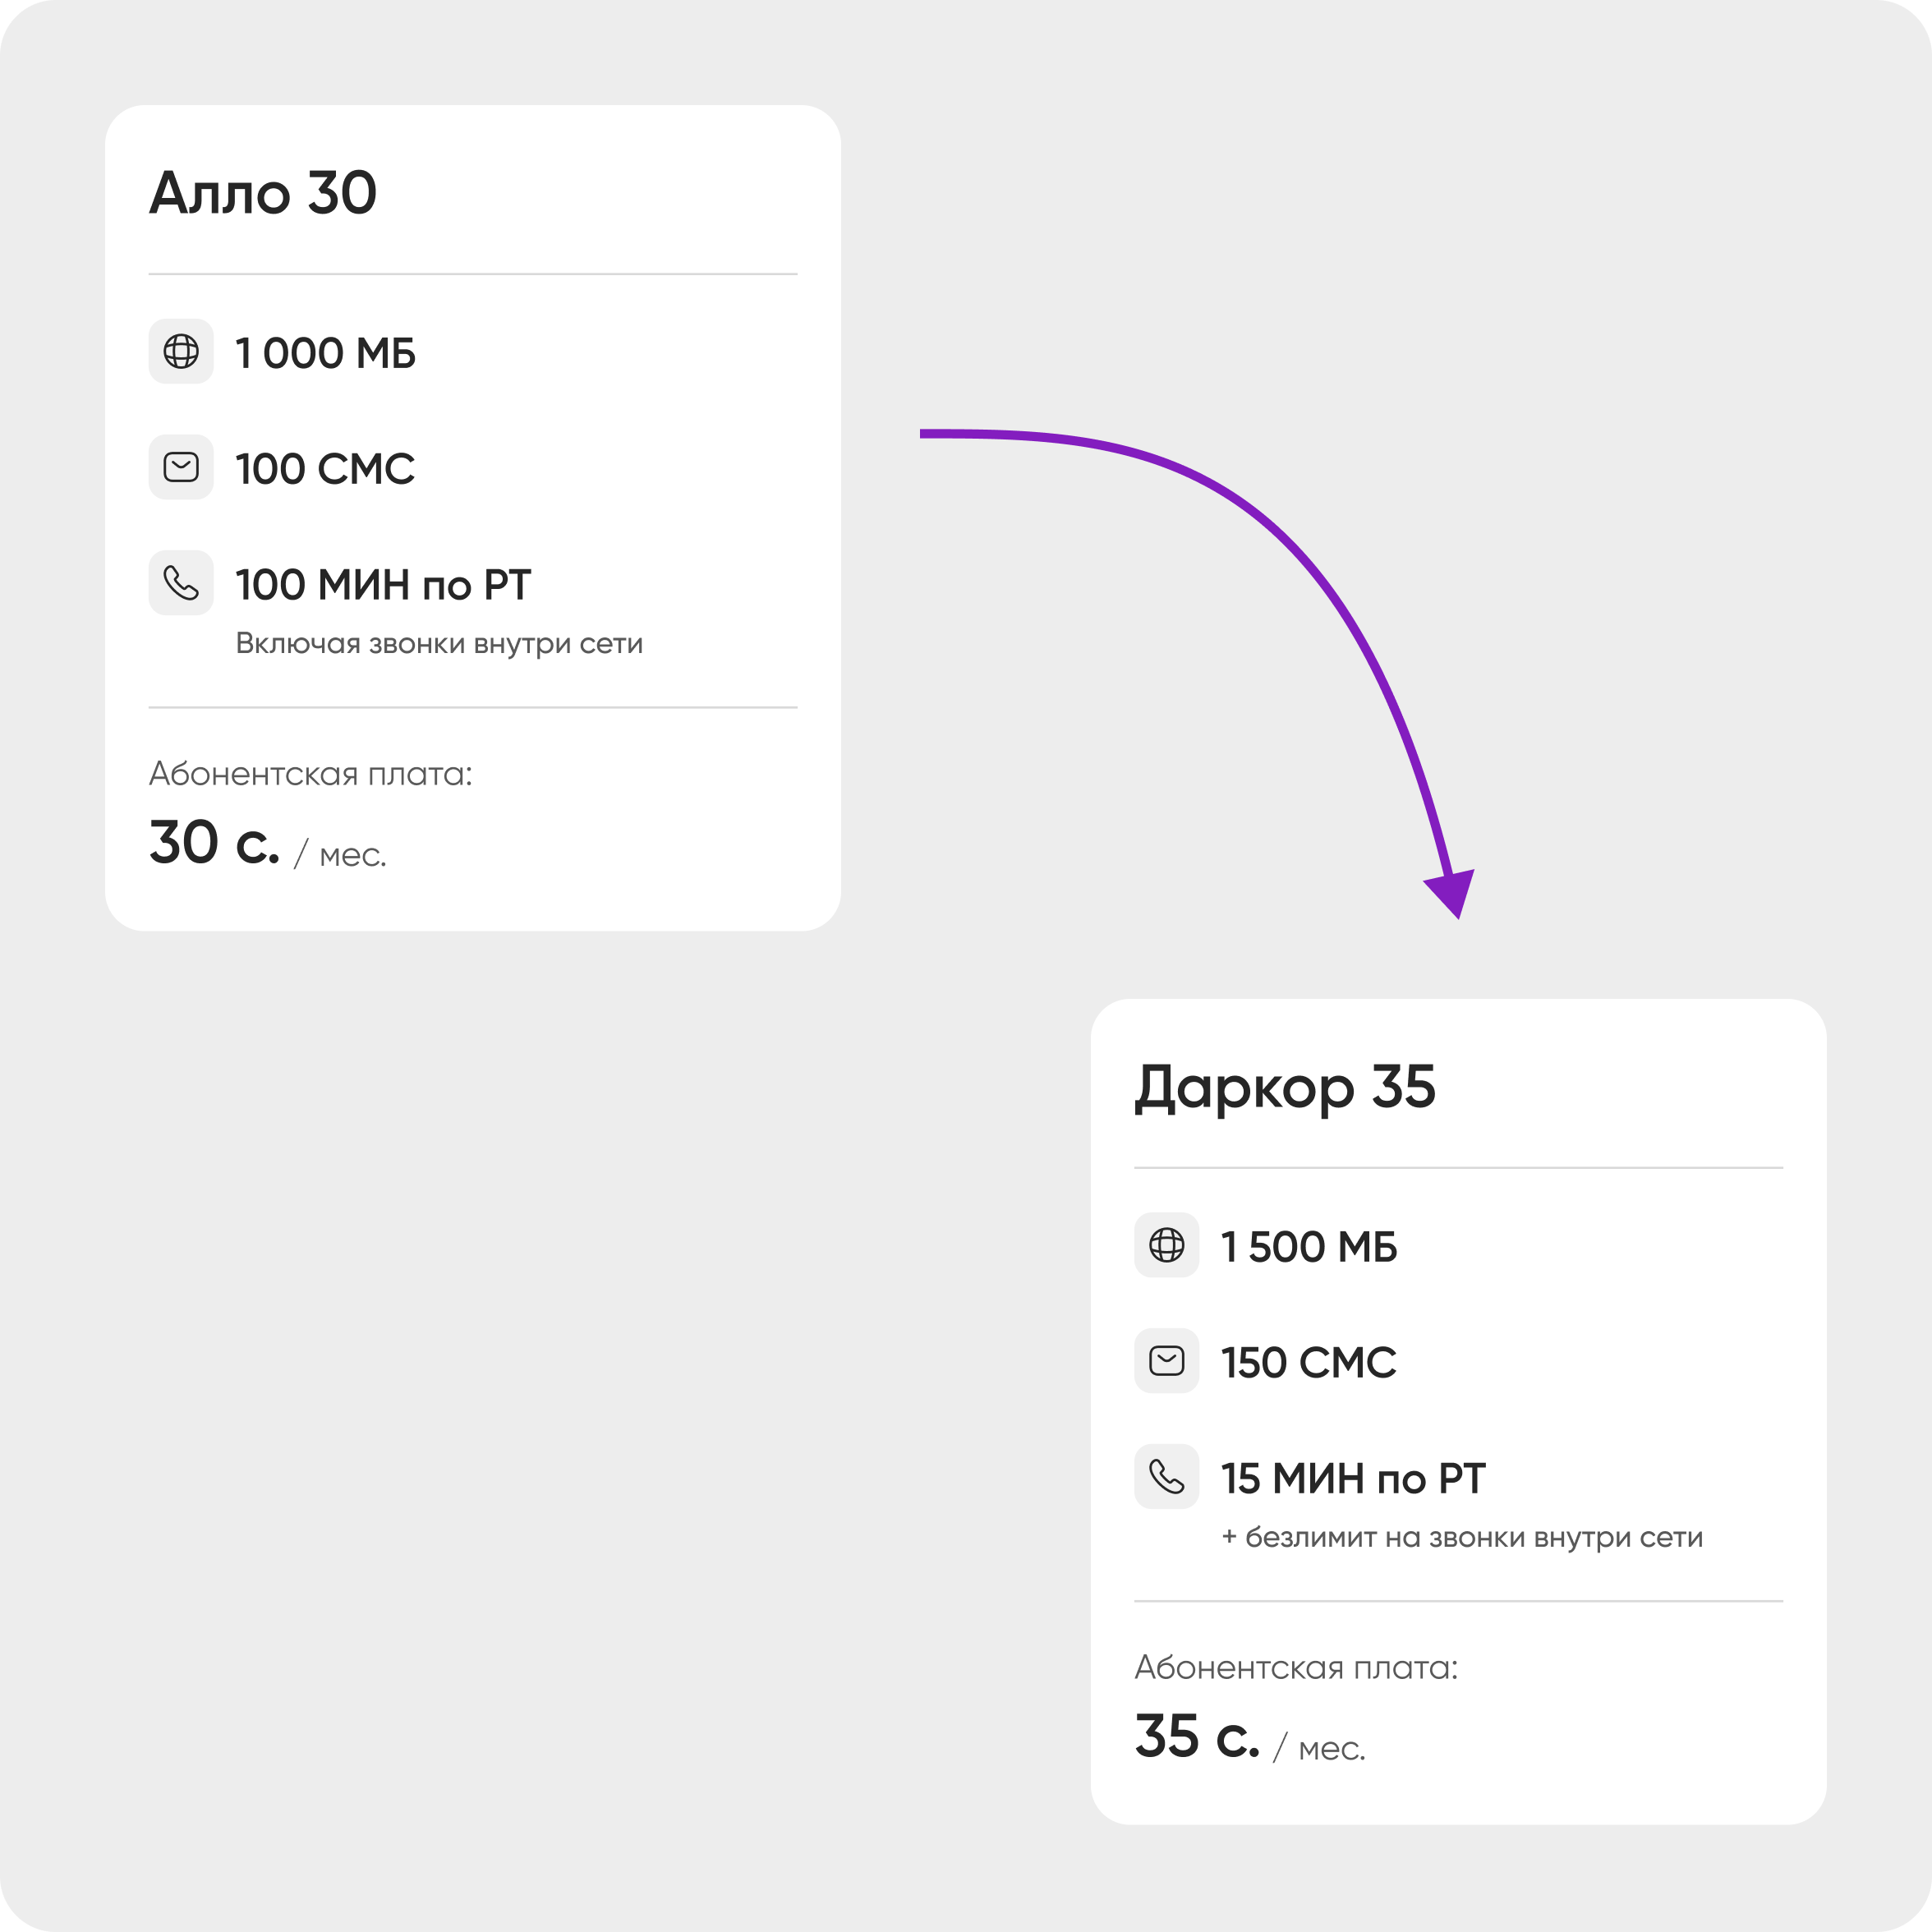 Алло 30
1 000 МБ
100 СМС
100 МИН по РТ
Включая звонки внутри сети
Абонентская плата:
30 с. / мес.
Даркор 35
1 500 МБ
150 СМС
15 МИН по РТ
+ безлимит на звонки внутри сети
Абонентская плата:
35 с. / мес.